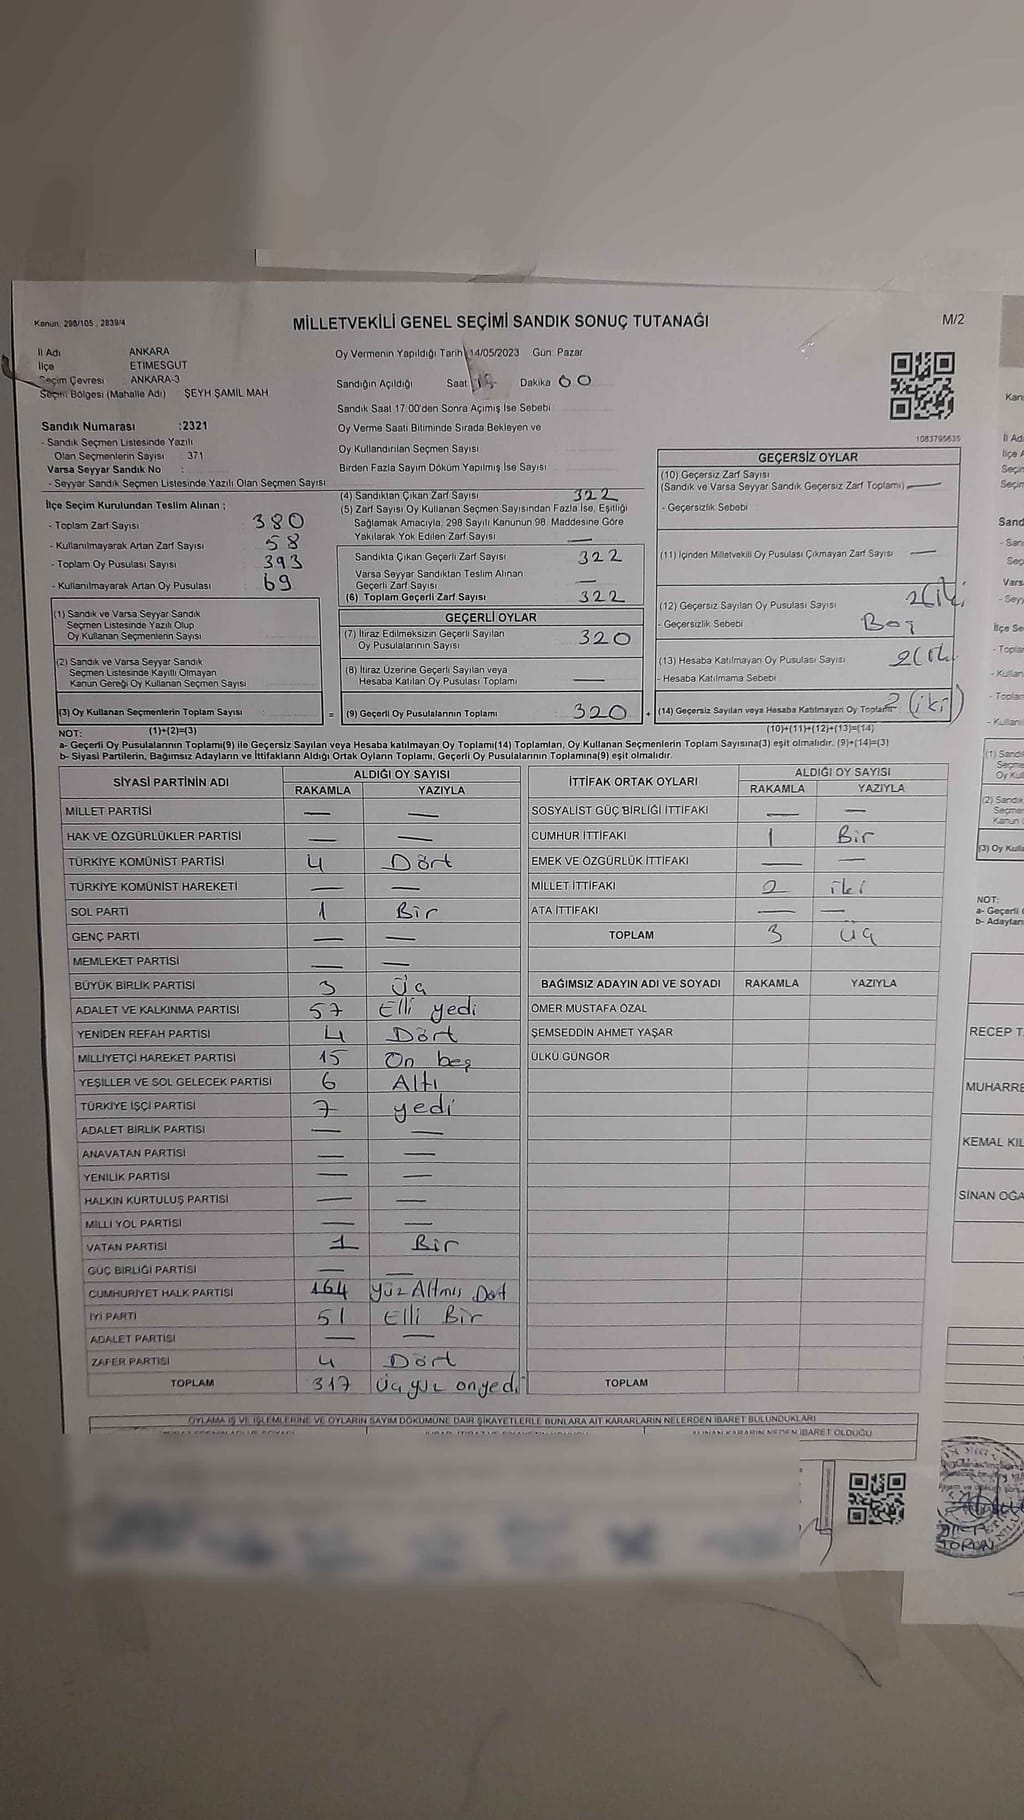 Kanun, 298/105 , 2839/4
MİLLETVEKİLİ GENEL SEÇİMİ SANDIK SONUÇ TUTANAĞI
M/2
İl Adı ANKARA
İlçe ETİMESGUT
Seçim Çevresi ANKARA-3
Seçim Bölgesi (Mahalle Adı) ŞEYH ŞAMİL MAH
Sandık Numarası :2321
- Sandık Seçmen Listesinde Yazılı
Olan Seçmenlerin Sayısı 371
Varsa Seyyar Sandık No :
- Seyyar Sandık Seçmen Listesinde Yazılı Olan Seçmen Sayısı
Oy Vermenin Yapıldığı Tarih 14/05/2023 Gün: Pazar
Sandığın Açıldığı Saat Dakika 00
Sandık Saat 17:00'den Sonra Açımış İse Sebebi
Oy Verme Saati Bitiminde Sırada Bekleyen ve
Oy Kullandırılan Seçmen Sayısı
Birden Fazla Sayım Döküm Yapılmış İse Sayısı
1083795635
İlçe Seçim Kurulundan Teslim Alınan ;
- Toplam Zarf Sayısı 380
- Kullanılmayarak Artan Zarf Sayısı 58
- Toplam Oy Pusulası Sayısı 393
- Kullanılmayarak Artan Oy Pusulası 69
(1) Sandık ve Varsa Seyyar Sandık
Seçmen Listesinde Yazılı Olup
Oy Kullanan Seçmenlerin Sayısı
(2) Sandık ve Varsa Seyyar Sandık
Seçmen Listesinde Kayıtlı Olmayan
Kanun Gereği Oy Kullanan Seçmen Sayısı
(3) Oy Kullanan Seçmenlerin Toplam Sayısı =
(4) Sandıktan Çıkan Zarf Sayısı 322
(5) Zarf Sayısı Oy Kullanan Seçmen Sayısından Fazla İse, Eşitliği
Sağlamak Amacıyla, 298 Sayılı Kanunun 98. Maddesine Göre
Yakılarak Yok Edilen Zarf Sayısı —
Sandıkta Çıkan Geçerli Zarf Sayısı 322
Varsa Seyyar Sandıktan Teslim Alınan
Geçerli Zarf Sayısı —
(6) Toplam Geçerli Zarf Sayısı 322
GEÇERLİ OYLAR
(7) İtiraz Edilmeksizin Geçerli Sayılan
Oy Pusulalarının Sayısı 320
(8) İtiraz Üzerine Geçerli Sayılan veya
Hesaba Katılan Oy Pusulası Toplamı —
(9) Geçerli Oy Pusulalarının Toplamı 320 +
GEÇERSİZ OYLAR
(10) Geçersiz Zarf Sayısı
(Sandık ve Varsa Seyyar Sandık Geçersiz Zarf Toplamı) —
- Geçersizlik Sebebi
(11) İçinden Milletvekili Oy Pusulası Çıkmayan Zarf Sayısı —
(12) Geçersiz Sayılan Oy Pusulası Sayısı 2(iki
- Geçersizlik Sebebi Boş
(13) Hesaba Katılmayan Oy Pusulası Sayısı
- Hesaba Katılmama Sebebi
(14) Geçersiz Sayılan veya Hesaba Katılmayan Oy Toplamı 2 (iki)
NOT: (1)+(2)=(3)
(10)+(11)+(12)+(13)=(14)
a- Geçerli Oy Pusulalarının Toplamı(9) ile Geçersiz Sayılan veya Hesaba katılmayan Oy Toplamı(14) Toplamları, Oy Kullanan Seçmenlerin Toplam Sayısına(3) eşit olmalıdır. (9)+(14)=(3)
b- Siyasi Partilerin, Bağımsız Adayların ve İttifakların Aldığı Ortak Oyların Toplamı, Geçerli Oy Pusulalarının Toplamına(9) eşit olmalıdır.
SİYASİ PARTİNİN ADI ALDIĞI OY SAYISI
RAKAMLA YAZIYLA
MİLLET PARTİSİ — —
HAK VE ÖZGÜRLÜKLER PARTİSİ — —
TÜRKİYE KOMÜNİST PARTİSİ 4 Dört
TÜRKİYE KOMÜNİST HAREKETİ — —
SOL PARTİ 1 Bir
GENÇ PARTİ — —
MEMLEKET PARTİSİ — —
BÜYÜK BİRLİK PARTİSİ 3 Üç
ADALET VE KALKINMA PARTİSİ 57 Elli yedi
YENİDEN REFAH PARTİSİ 4 Dört
MİLLİYETÇİ HAREKET PARTİSİ 15 On beş
YEŞİLLER VE SOL GELECEK PARTİSİ 6 Altı
TÜRKİYE İŞÇİ PARTİSİ 7 yedi
ADALET BİRLİK PARTİSİ — —
ANAVATAN PARTİSİ — —
YENİLİK PARTİSİ — —
HALKIN KURTULUŞ PARTİSİ — —
MİLLİ YOL PARTİSİ — —
VATAN PARTİSİ 1 Bir
GÜÇ BİRLİĞİ PARTİSİ — —
CUMHURİYET HALK PARTİSİ 164 yüz Altmış Dört
İYİ PARTİ 51 Elli Bir
ADALET PARTİSİ — —
ZAFER PARTİSİ 4 Dört
TOPLAM 317 Üç yüz onyedi
İTTİFAK ORTAK OYLARI ALDIĞI OY SAYISI
RAKAMLA YAZIYLA
SOSYALİST GÜÇ BİRLİĞİ İTTİFAKI — —
CUMHUR İTTİFAKI 1 Bir
EMEK VE ÖZGÜRLÜK İTTİFAKI — —
MİLLET İTTİFAKI 2 iki
ATA İTTİFAKI — —
TOPLAM 3 Üç
BAĞIMSIZ ADAYIN ADI VE SOYADI RAKAMLA YAZIYLA
ÖMER MUSTAFA ÖZAL
ŞEMSEDDİN AHMET YAŞAR
ÜLKÜ GÜNGÖR
TOPLAM
OYLAMA İŞ VE İŞLEMLERİNE VE OYLARIN SAYIM DÖKÜMÜNE DAİR ŞİKAYETLERLE BUNLARA AİT KARARLARIN NELERDEN İBARET BULUNDUKLARI
ALINAN KARARIN NEDEN İBARET OLDUĞU
Kan
İl Adı
İlçe A
Seçim
Seçim
Sand
- San
Seç
Varsa
- Sey
İlçe Se
- Topla
- Kullan
- Toplam
- Kullanı
(1) Sandı
Seçme
Oy Kul
(2) Sandık
Seçmen
Kanun G
(3) Oy Kulla
NOT:
a- Geçerli
b- Adayları
RECEP T
MUHARRE
KEMAL KIL
SİNAN OĞA